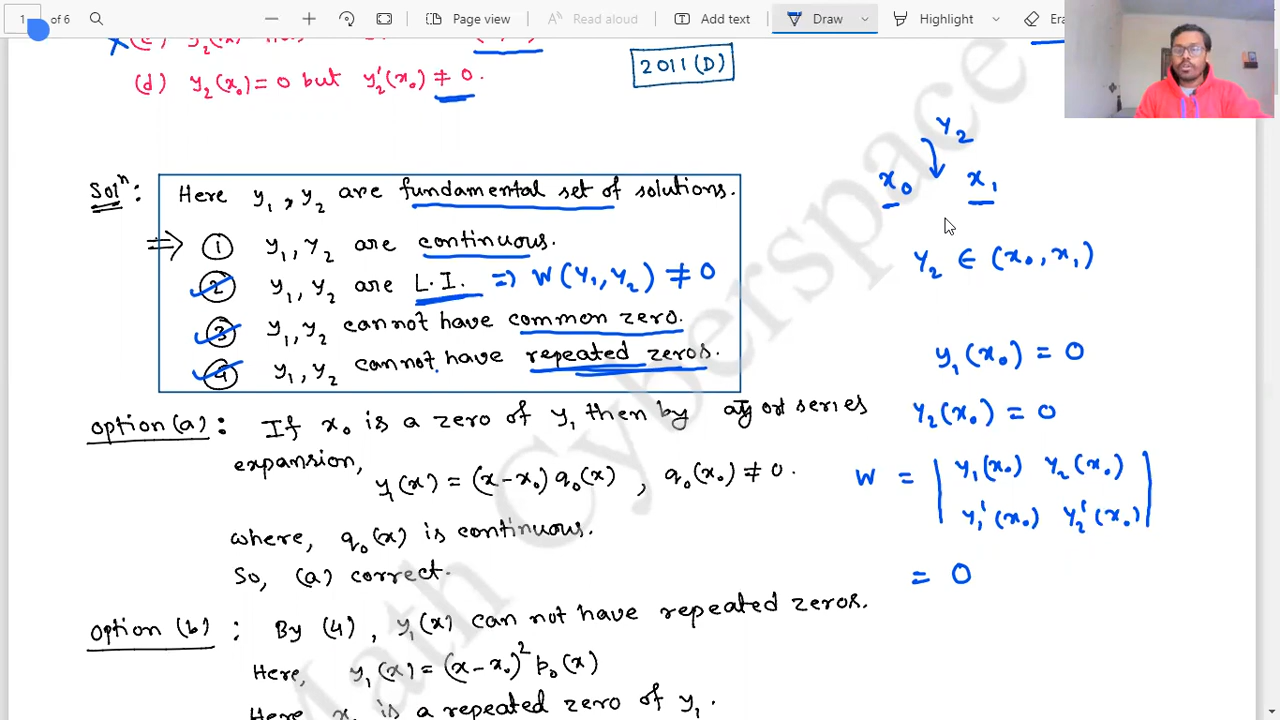 1 of 6 Page view Read aloud Add text Draw Highlight
(d) y₂(x₀)=0 but y₂'(x₀) ≠ 0.
2011 (D)
Solⁿ: Here y₁, y₂ are fundamental set of solutions.
⇒ ① y₁, y₂ are continuous.
② y₁, y₂ are L.I. ⇒ W(y₁, y₂) ≠ 0
③ y₁, y₂ cannot have common zero.
④ y₁, y₂ cannot have repeated zeros.
option (a): If x₀ is a zero of y₁ then by series
expansion,
y₁(x) = (x-x₀) q₀(x) , q₀(x₀) ≠ 0.
where, q₀(x) is continuous.
So, (a) correct.
option (b): By (4), y₁(x) can not have repeated zeros.
Here, y₁(x) = (x-x₀)² p₀(x)
is a repeated zero of y₁.
y₂
x₀ x₁
y₂ ∈ (x₀, x₁)
y₁(x₀) = 0
y₂(x₀) = 0
W = | y₁(x₀) y₂(x₀) |
| y₁'(x₀) y₂'(x₀) |
= 0
Math Cyberspace